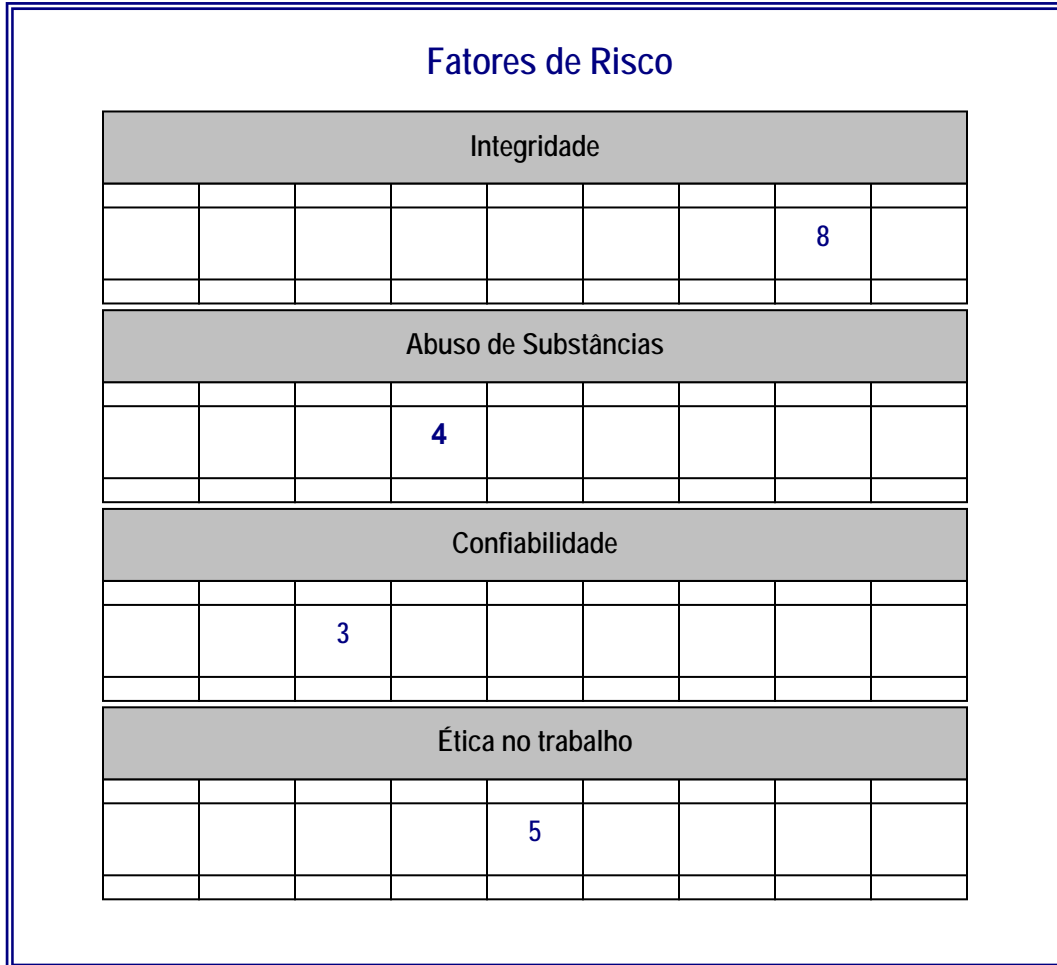 Fatores de Risco
Integridade
8
Abuso de Substâncias
4
Confiabilidade
3
Ética no trabalho
5